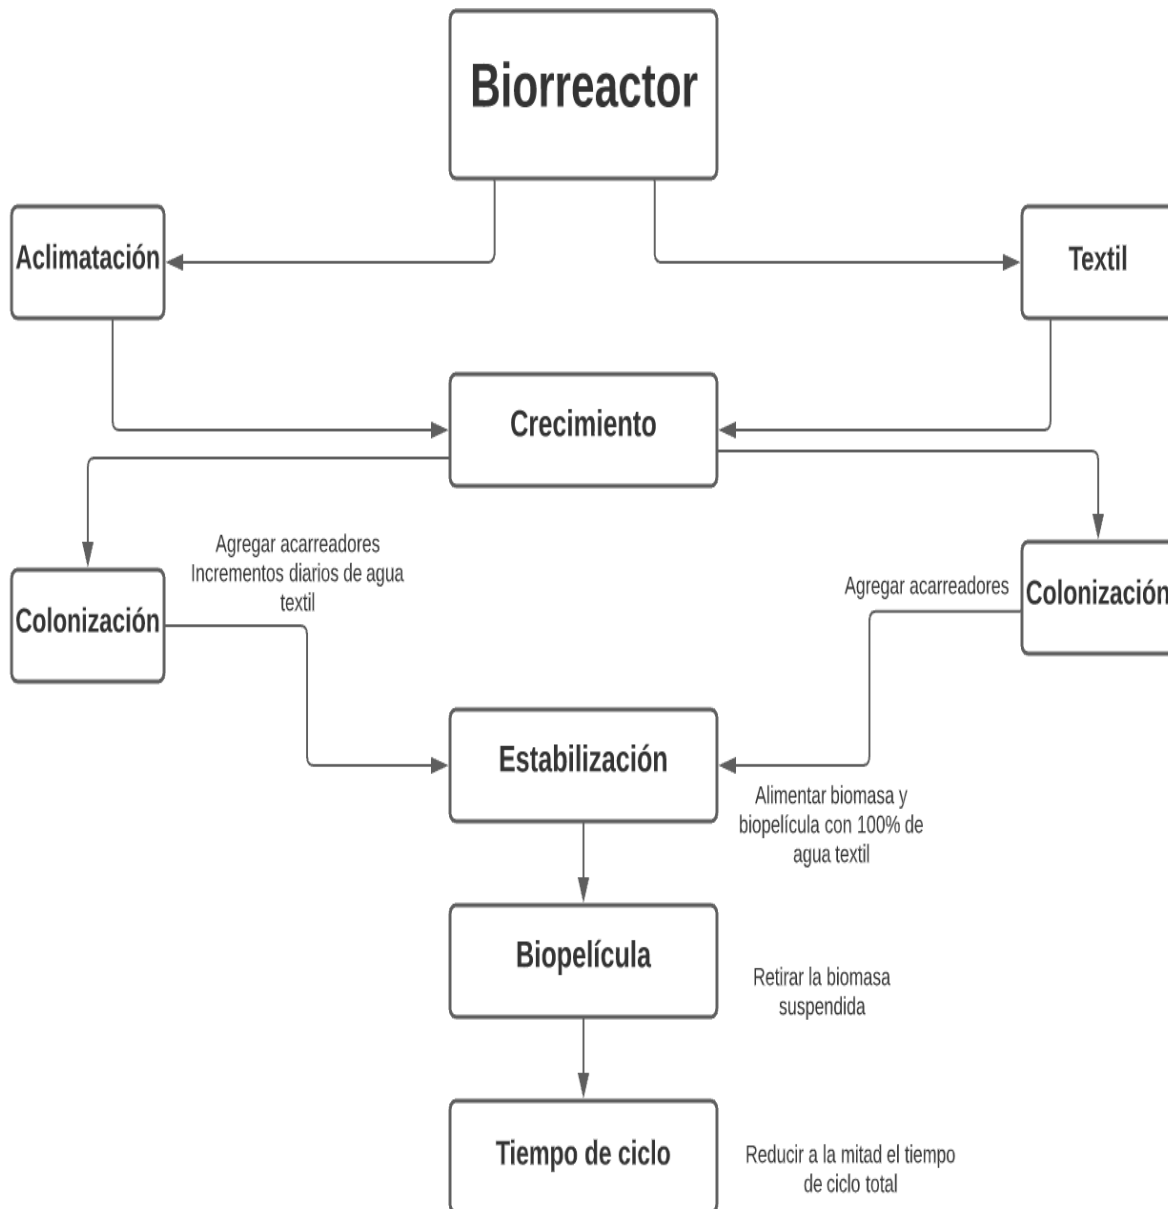 Biorreactor
Aclimatación
Textil
Crecimiento
Agregar acarreadores
Incrementos diarios de agua
textil
Colonización
Agregar acarreadores
Colonización
Estabilización
Alimentar biomasa y
biopelícula con 100% de
agua textil
Biopelícula
Retirar la biomasa
suspendida
Tiempo de ciclo
Reducir a la mitad el tiempo
de ciclo total